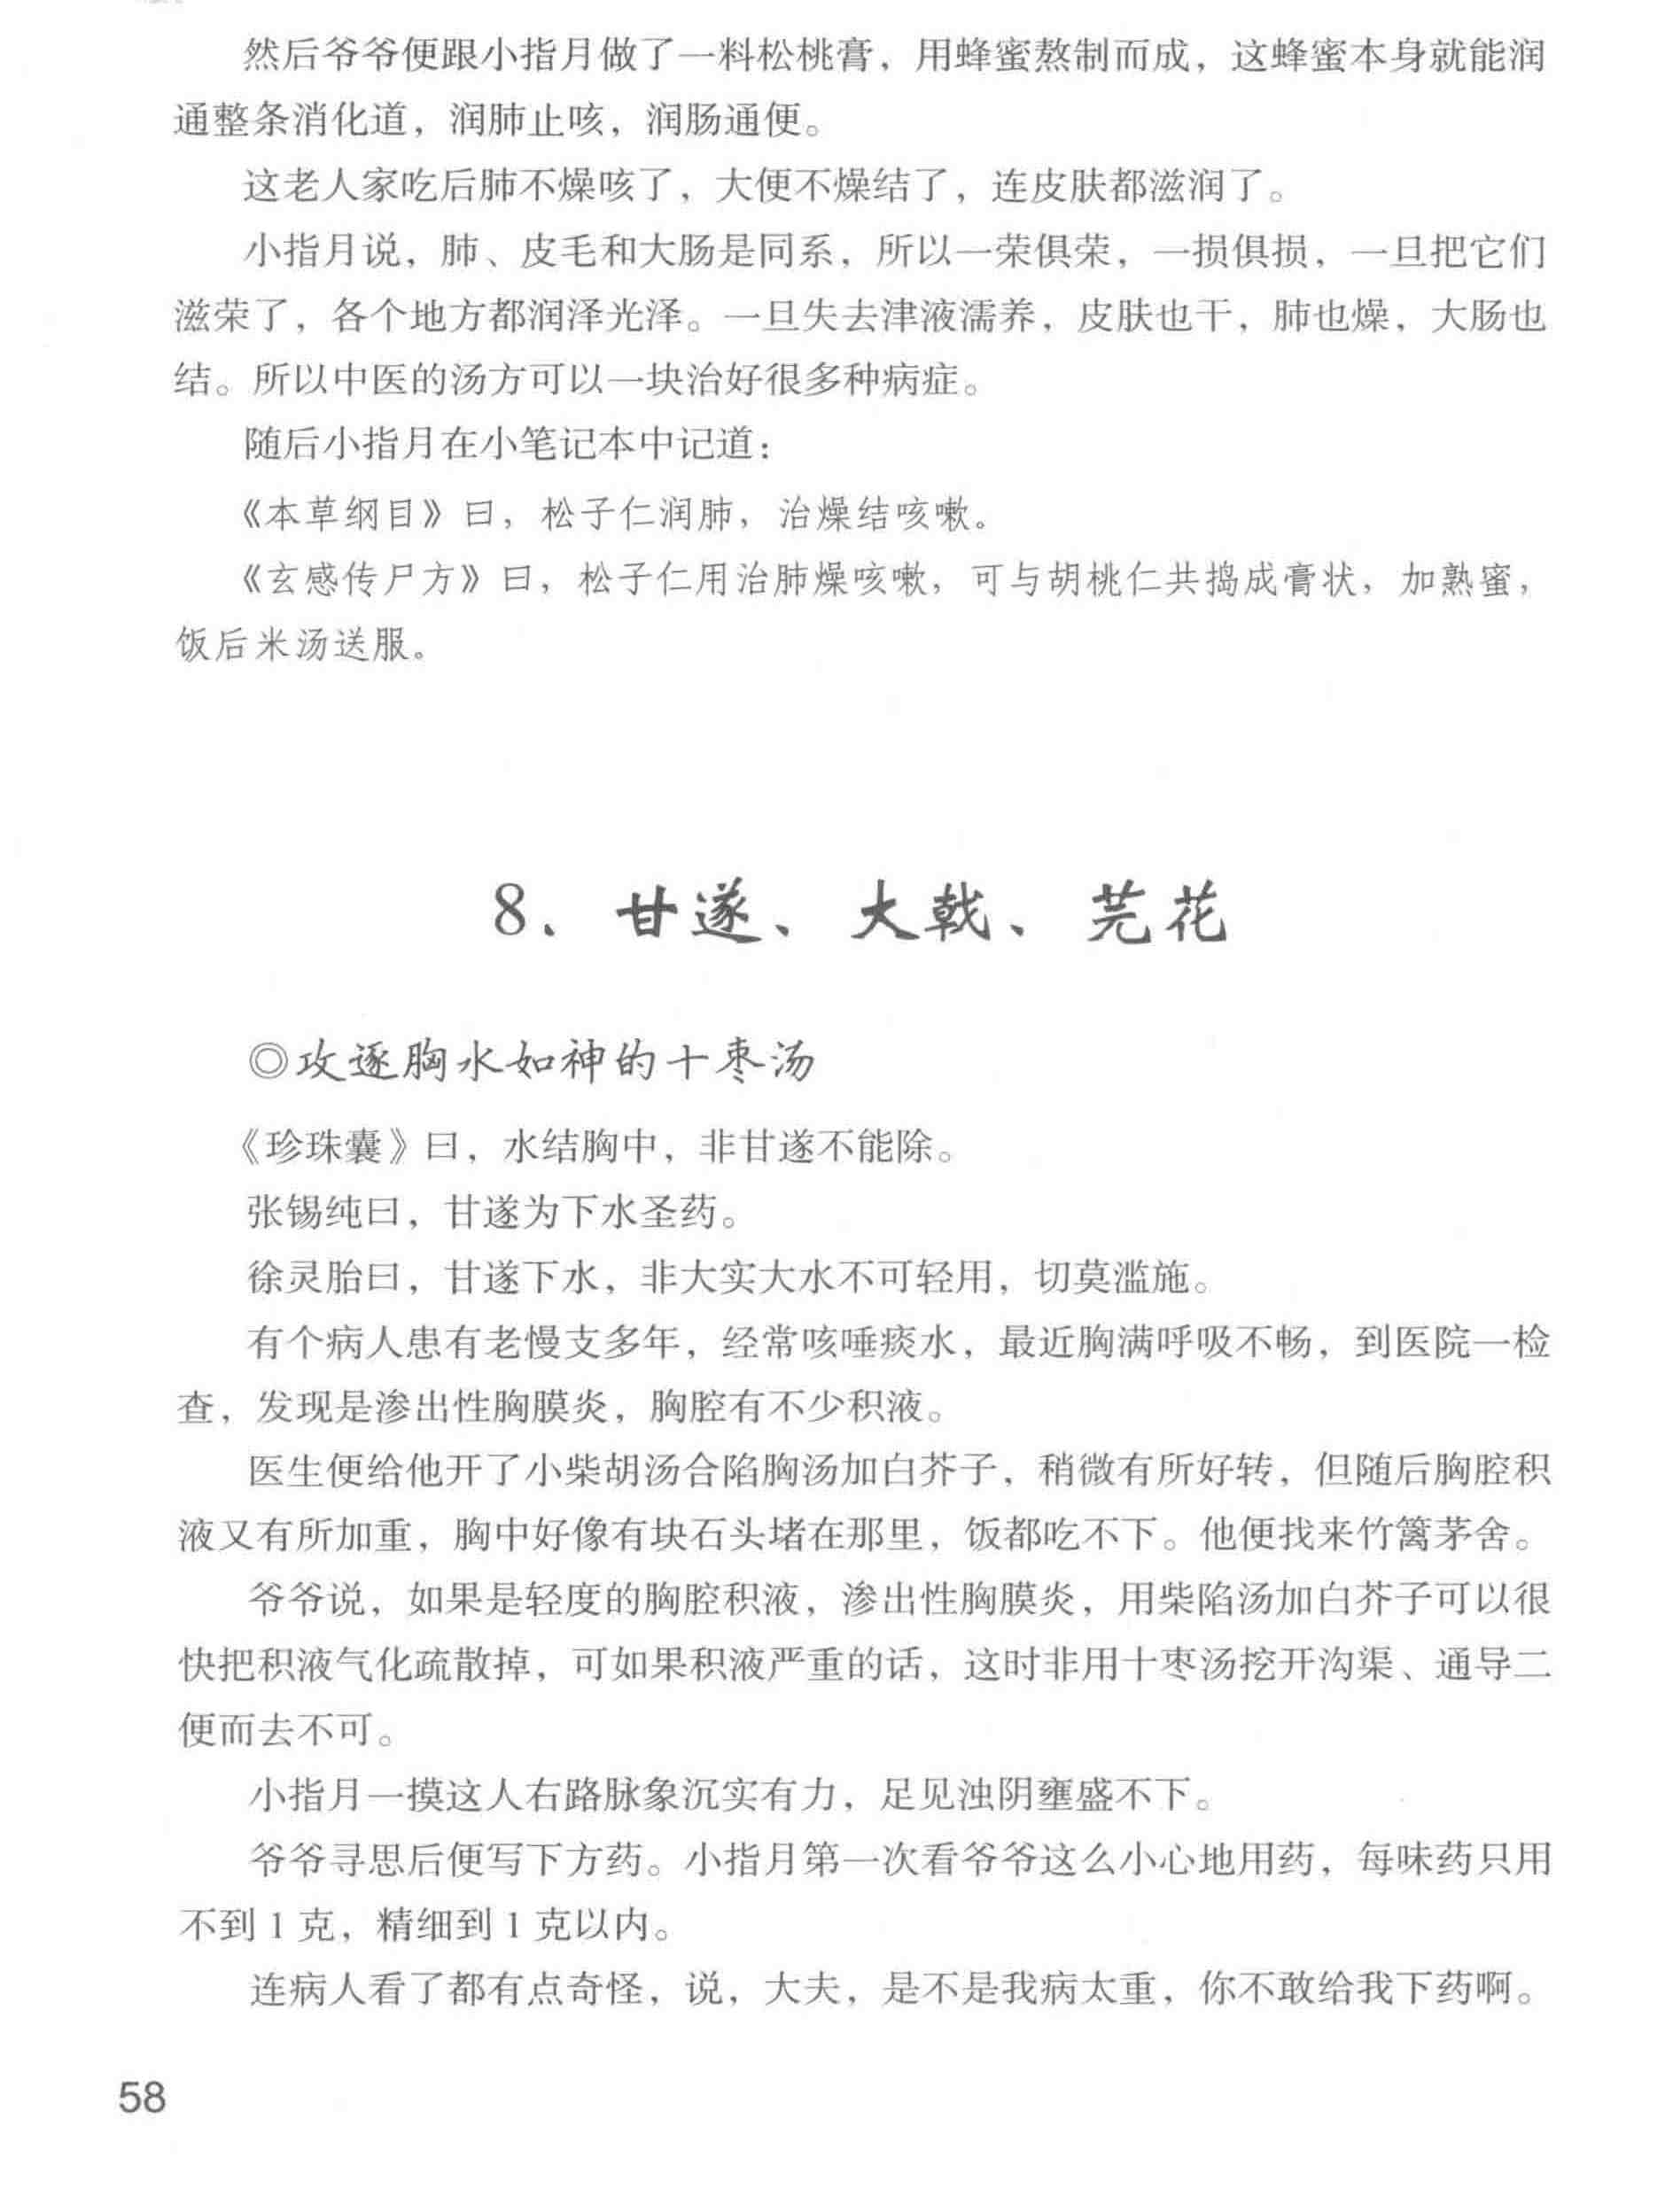 然后爷爷便跟小指月做了一料松桃膏，用蜂蜜熬制而成，这蜂蜜本身就能润
通整条消化道，润肺止咳，润肠通便。
这老人家吃后肺不燥咳了，大便不燥结了，连皮肤都滋润了。
小指月说，肺、皮毛和大肠是同系，所以一荣俱荣，一损俱损，一旦把它们
滋荣了，各个地方都润泽光泽。一旦失去津液濡养，皮肤也干，肺也燥，大肠也
结。所以中医的汤方可以一块治好很多种病症。
随后小指月在小笔记本中记道：
《本草纲目》曰，松子仁润肺，治燥结咳嗽。
《玄感传尸方》曰，松子仁用治肺燥咳嗽，可与胡桃仁共捣成膏状，加熟蜜，
饭后米汤送服。
8、甘遂、大戟、芫花
◎攻逐胸水如神的十枣汤
《珍珠囊》曰，水结胸中，非甘遂不能除。
张锡纯曰，甘遂为下水圣药。
徐灵胎曰，甘遂下水，非大实大水不可轻用，切莫滥施。
有个病人患有老慢支多年，经常咳唾痰水，最近胸满呼吸不畅，到医院一检
查，发现是渗出性胸膜炎，胸腔有不少积液。
医生便给他开了小柴胡汤合陷胸汤加白芥子，稍微有所好转，但随后胸腔积
液又有所加重，胸中好像有块石头堵在那里，饭都吃不下。他便找来竹篱茅舍。
爷爷说，如果是轻度的胸腔积液，渗出性胸膜炎，用柴陷汤加白芥子可以很
快把积液气化疏散掉，可如果积液严重的话，这时非用十枣汤挖开沟渠、通导二
便而去不可。
小指月一摸这人右路脉象沉实有力，足见浊阴壅盛不下。
爷爷寻思后便写下方药。小指月第一次看爷爷这么小心地用药，每味药只用
不到1克，精细到1克以内。
连病人看了都有点奇怪，说，大夫，是不是我病太重，你不敢给我下药啊。
58